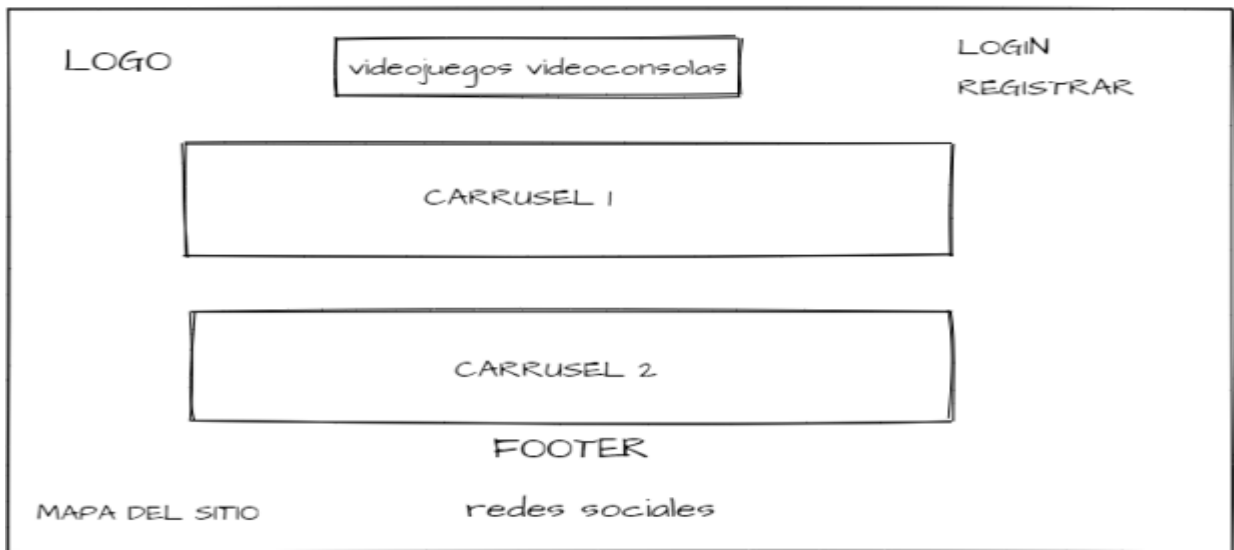 LOGO
videojuegos videoconsolas
LOGIN
REGISTRAR
CARRUSEL 1
CARRUSEL 2
FOOTER
MAPA DEL SITIO
redes sociales